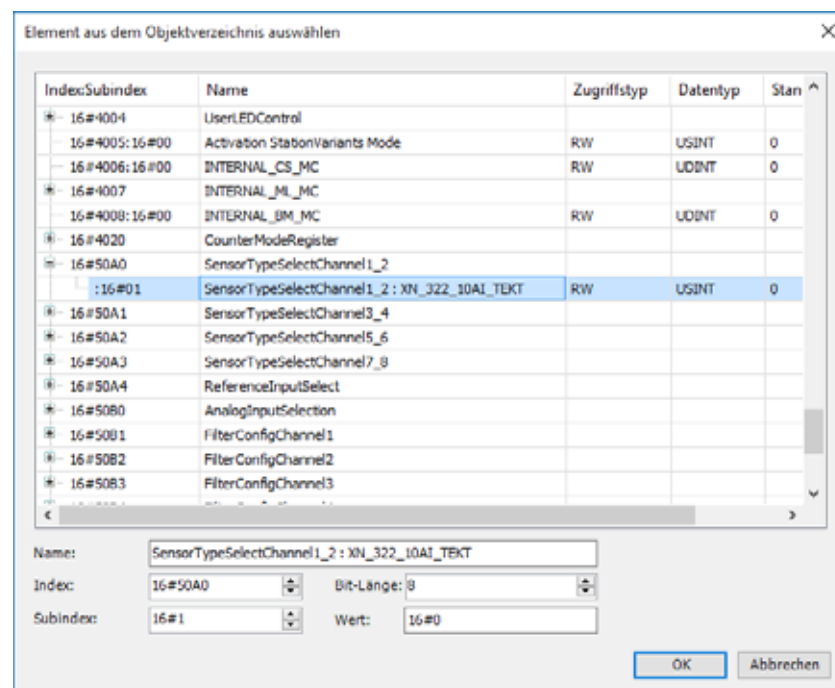 Element aus dem Objektverzeichnis auswählen
Index:Subindex Name Zugriffstyp Datentyp Stan
16#4004 UserLEDControl
16#4005:16#00 Activation StationVariants Mode RW USINT 0
16#4006:16#00 INTERNAL_CS_MC RW UDINT 0
16#4007 INTERNAL_ML_MC
16#4008:16#00 INTERNAL_BM_MC RW UDINT 0
16#4020 CounterModeRegister
16#50A0 SensorTypeSelectChannel1_2
:16#01 SensorTypeSelectChannel1_2 : XN_322_10AI_TEKT RW USINT 0
16#50A1 SensorTypeSelectChannel3_4
16#50A2 SensorTypeSelectChannel5_6
16#50A3 SensorTypeSelectChannel7_8
16#50A4 ReferenceInputSelect
16#50B0 AnalogInputSelection
16#50B1 FilterConfigChannel1
16#50B2 FilterConfigChannel2
16#50B3 FilterConfigChannel3
Name: SensorTypeSelectChannel1_2 : XN_322_10AI_TEKT
Index: 16#50A0 Bit-Länge: 8
Subindex: 16#1 Wert: 16#0
OK Abbrechen